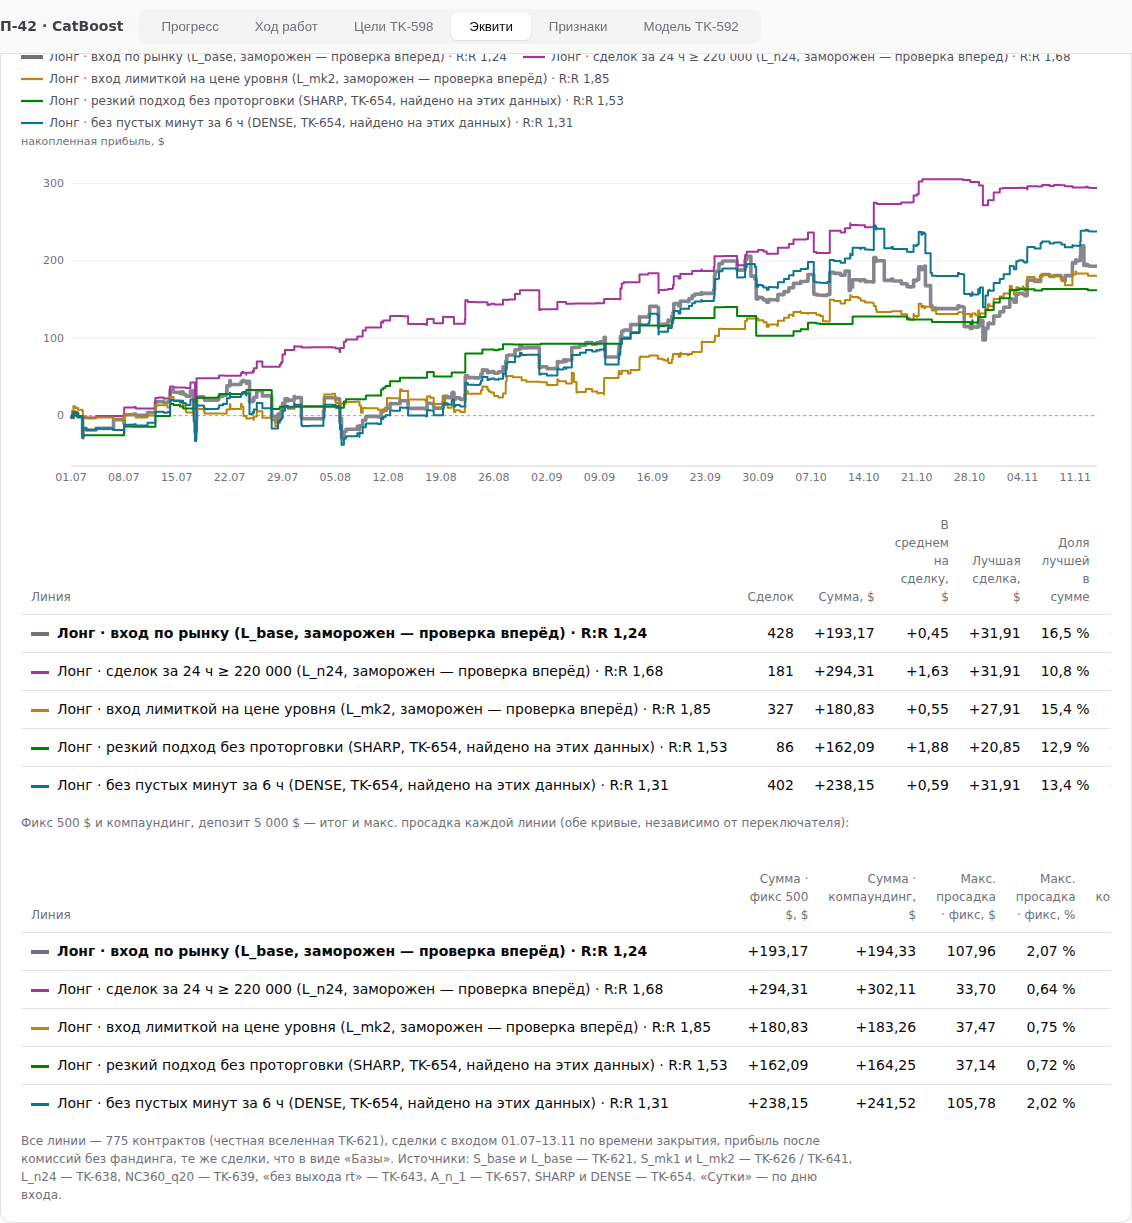 П-42 · CatBoost Прогресс Ход работ Цели TK-598 Эквити Признаки Модель TK-592
Лонг · вход по рынку (L_base, заморожен — проверка вперёд) · R:R 1,24 Лонг · сделок за 24 ч ≥ 220 000 (L_n24, заморожен — проверка вперёд) · R:R 1,68
Лонг · вход лимиткой на цене уровня (L_mk2, заморожен — проверка вперёд) · R:R 1,85
Лонг · резкий подход без проторговки (SHARP, TK-654, найдено на этих данных) · R:R 1,53
Лонг · без пустых минут за 6 ч (DENSE, TK-654, найдено на этих данных) · R:R 1,31
накопленная прибыль, $
300
200
100
0
01.07 08.07 15.07 22.07 29.07 05.08 12.08 19.08 26.08 02.09 09.09 16.09 23.09 30.09 07.10 14.10 21.10 28.10 04.11 11.11
Линия Сделок Сумма, $ В среднем на сделку, $ Лучшая сделка, $ Доля лучшей в сумме
Лонг · вход по рынку (L_base, заморожен — проверка вперёд) · R:R 1,24 428 +193,17 +0,45 +31,91 16,5 %
Лонг · сделок за 24 ч ≥ 220 000 (L_n24, заморожен — проверка вперёд) · R:R 1,68 181 +294,31 +1,63 +31,91 10,8 %
Лонг · вход лимиткой на цене уровня (L_mk2, заморожен — проверка вперёд) · R:R 1,85 327 +180,83 +0,55 +27,91 15,4 %
Лонг · резкий подход без проторговки (SHARP, TK-654, найдено на этих данных) · R:R 1,53 86 +162,09 +1,88 +20,85 12,9 %
Лонг · без пустых минут за 6 ч (DENSE, TK-654, найдено на этих данных) · R:R 1,31 402 +238,15 +0,59 +31,91 13,4 %
Фикс 500 $ и компаундинг, депозит 5 000 $ — итог и макс. просадка каждой линии (обе кривые, независимо от переключателя):
Линия Сумма · фикс 500 $, $ Сумма · компаундинг, $ Макс. просадка · фикс, $ Макс. просадка · фикс, % ко
Лонг · вход по рынку (L_base, заморожен — проверка вперёд) · R:R 1,24 +193,17 +194,33 107,96 2,07 %
Лонг · сделок за 24 ч ≥ 220 000 (L_n24, заморожен — проверка вперёд) · R:R 1,68 +294,31 +302,11 33,70 0,64 %
Лонг · вход лимиткой на цене уровня (L_mk2, заморожен — проверка вперёд) · R:R 1,85 +180,83 +183,26 37,47 0,75 %
Лонг · резкий подход без проторговки (SHARP, TK-654, найдено на этих данных) · R:R 1,53 +162,09 +164,25 37,14 0,72 %
Лонг · без пустых минут за 6 ч (DENSE, TK-654, найдено на этих данных) · R:R 1,31 +238,15 +241,52 105,78 2,02 %
Все линии — 775 контрактов (честная вселенная TK-621), сделки с входом 01.07–13.11 по времени закрытия, прибыль после
комиссий без фандинга, те же сделки, что в виде «Базы». Источники: S_base и L_base — TK-621, S_mk1 и L_mk2 — TK-626 / TK-641,
L_n24 — TK-638, NC360_q20 — TK-639, «без выхода rt» — TK-643, A_n_1 — TK-657, SHARP и DENSE — TK-654. «Сутки» — по дню
входа.